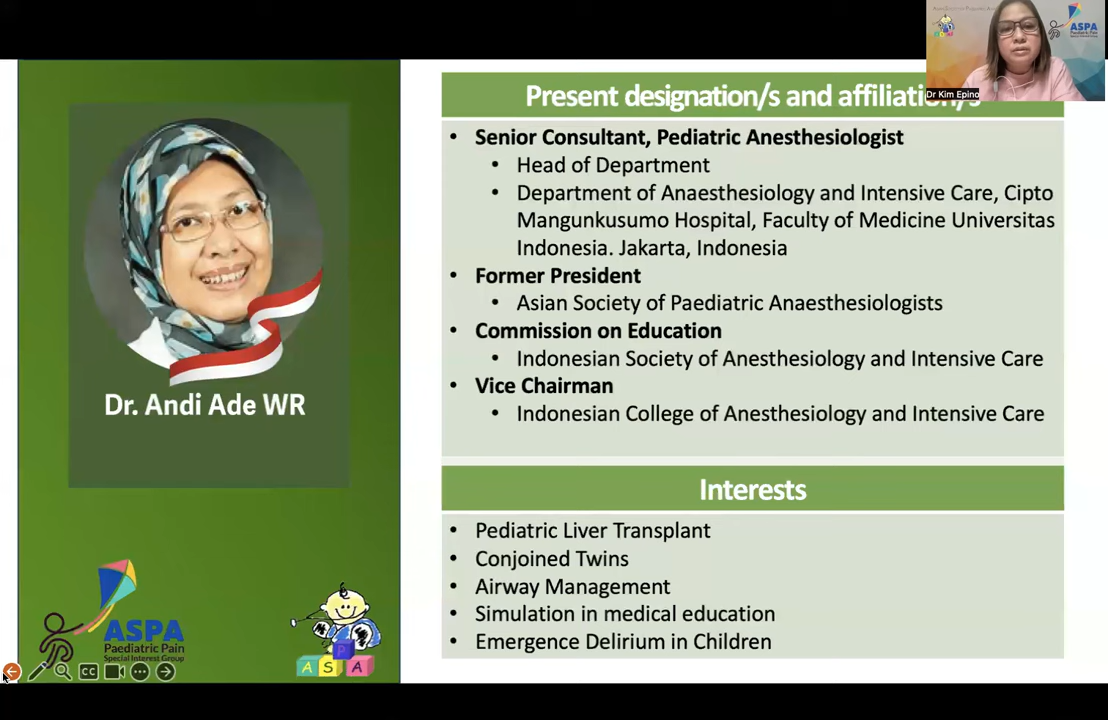 Present designation/s and affiliation/s
Dr Kim Epino
ASPA
• Senior Consultant, Pediatric Anesthesiologist
• Head of Department
• Department of Anaesthesiology and Intensive Care, Cipto
Mangunkusumo Hospital, Faculty of Medicine Universitas
Indonesia. Jakarta, Indonesia
• Former President
• Asian Society of Paediatric Anaesthesiologists
• Commission on Education
• Indonesian Society of Anesthesiology and Intensive Care
• Vice Chairman
• Indonesian College of Anesthesiology and Intensive Care
Dr. Andi Ade WR
Interests
• Pediatric Liver Transplant
• Conjoined Twins
• Airway Management
• Simulation in medical education
• Emergence Delirium in Children
ASPA
Paediatric Pain
Special Interest Group
A S P A
CC